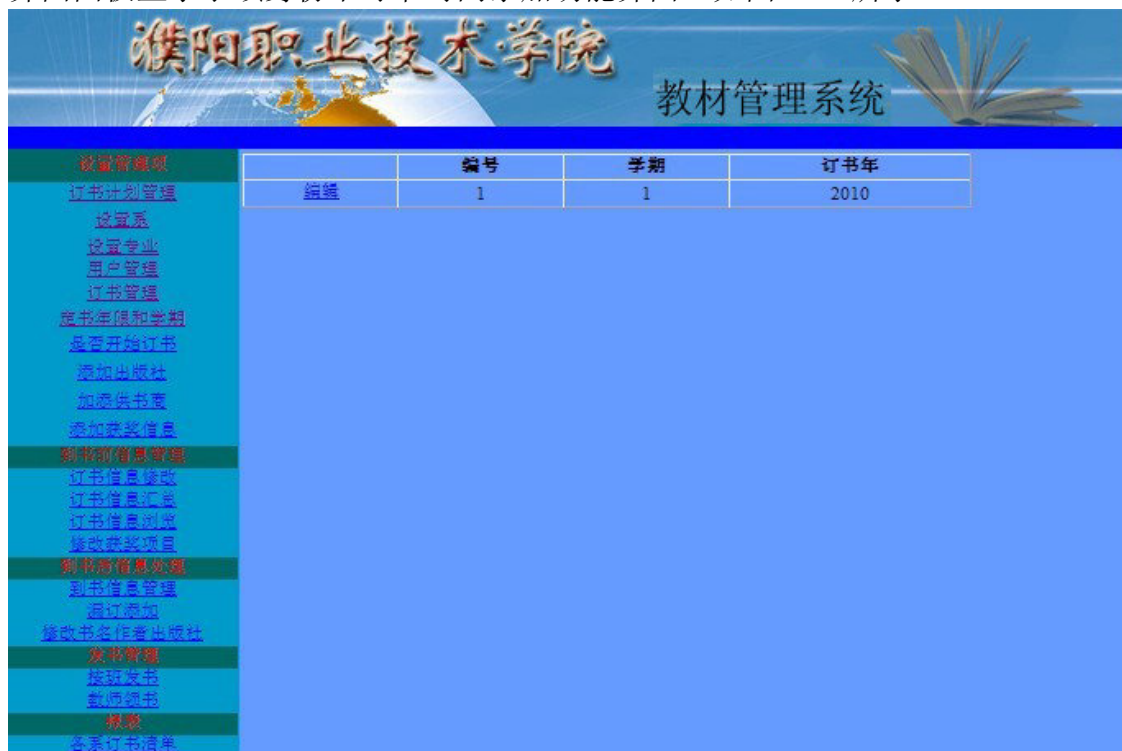 濮阳职业技术学院
教材管理系统
设置管理项
编号 学期 订书年
订书计划管理
编辑 1 1 2010
设置系
设置专业
用户管理
订书管理
定书年限和学期
是否开始订书
添加出版社
加添供书商
添加获奖信息
到书前信息管理
订书信息修改
订书信息汇总
订书信息浏览
修改获奖项目
到书后信息处理
到书信息管理
漏订添加
修改书名作者出版社
发书管理
按班发书
教师领书
报表
各系订书清单